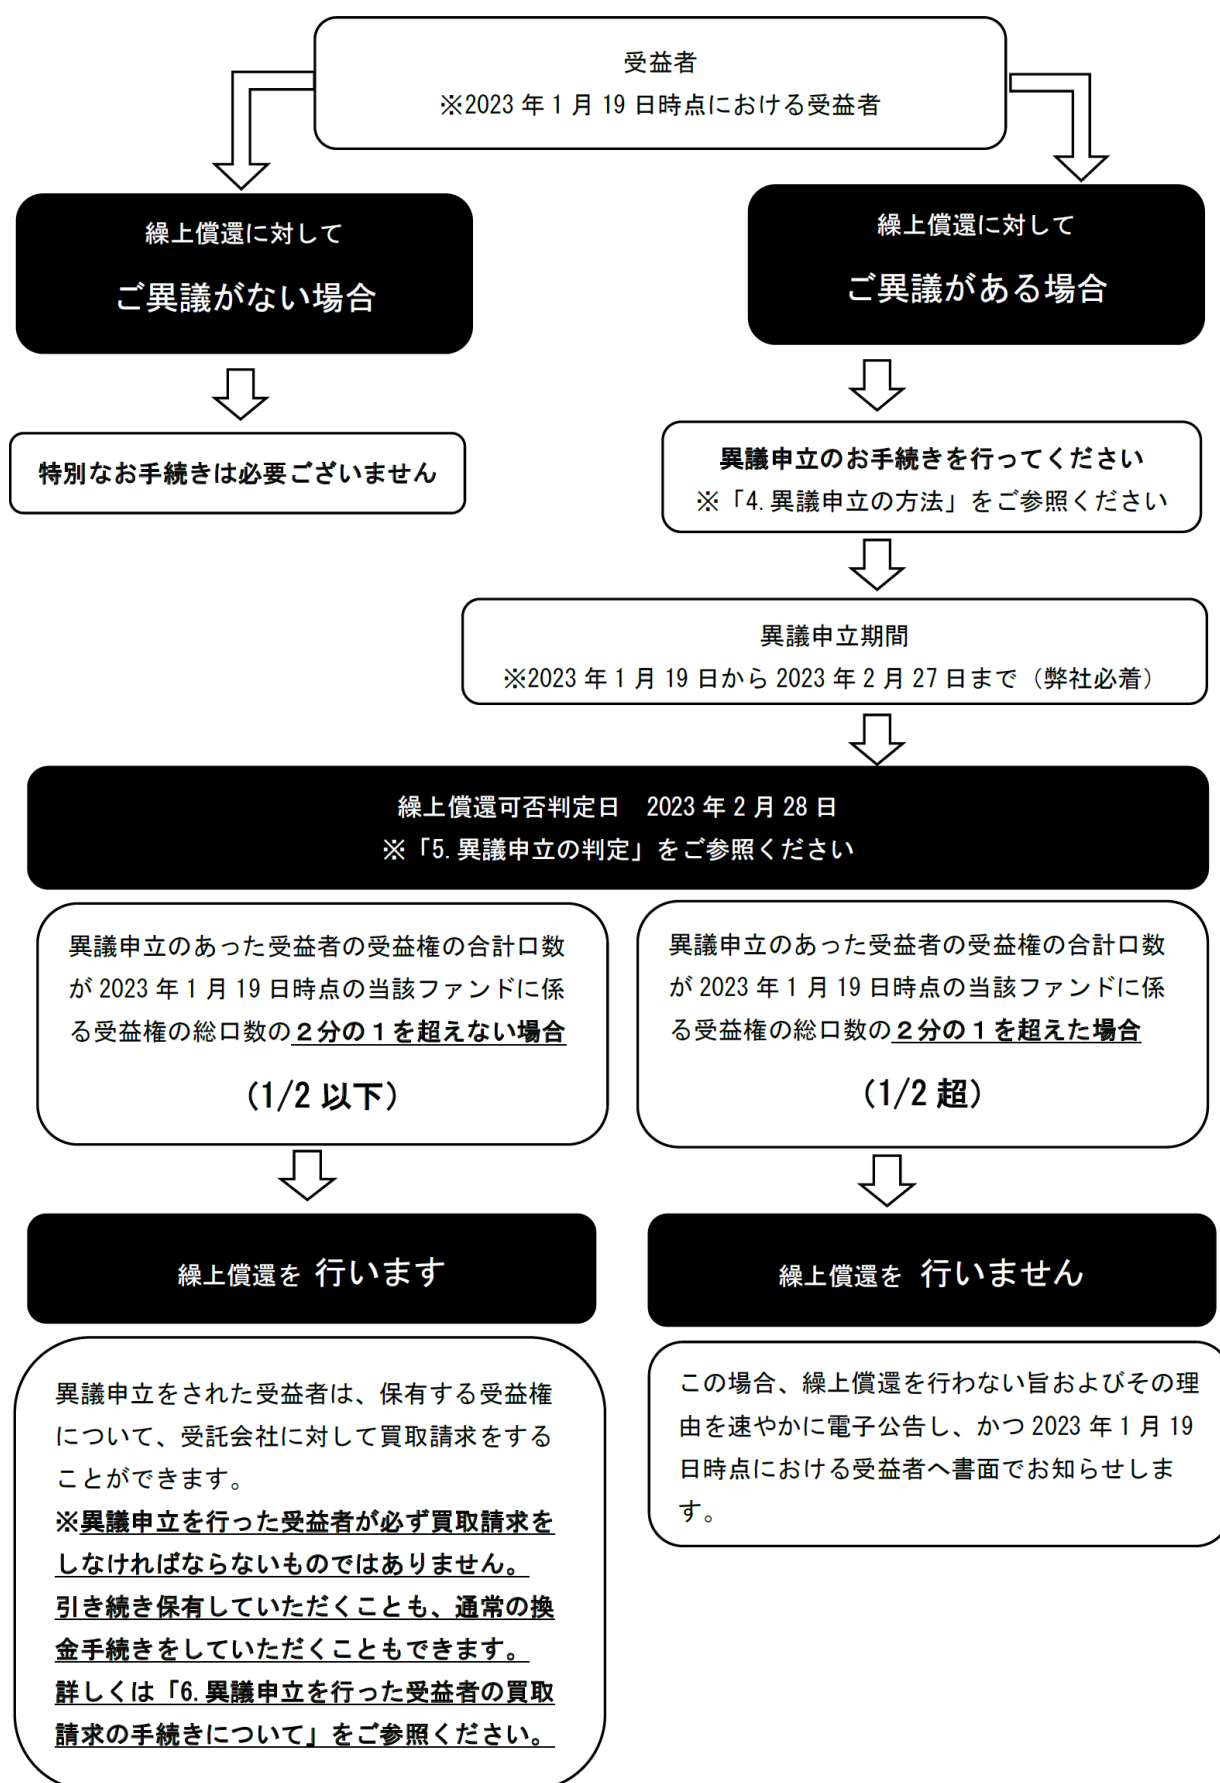 受益者
※2023 年 1 月 19 日時点における受益者
繰上償還に対して
ご異議がない場合
特別なお手続きは必要ございません
繰上償還に対して
ご異議がある場合
異議申立のお手続きを行ってください
※「4.異議申立の方法」をご参照ください
異議申立期間
※2023 年 1 月 19 日から 2023 年 2 月 27 日まで（弊社必着）
繰上償還可否判定日　2023 年 2 月 28 日
※「5.異議申立の判定」をご参照ください
異議申立のあった受益者の受益権の合計口数
が 2023 年 1 月 19 日時点の当該ファンドに係
る受益権の総口数の２分の１を超えない場合
（1/2 以下）
繰上償還を 行います
異議申立をされた受益者は、保有する受益権
について、受託会社に対して買取請求をする
ことができます。
※異議申立を行った受益者が必ず買取請求を
しなければならないものではありません。
引き続き保有していただくことも、通常の換
金手続きをしていただくこともできます。
詳しくは「6.異議申立を行った受益者の買取
請求の手続きについて」をご参照ください。
異議申立のあった受益者の受益権の合計口数
が 2023 年 1 月 19 日時点の当該ファンドに係
る受益権の総口数の２分の１を超えた場合
（1/2 超）
繰上償還を 行いません
この場合、繰上償還を行わない旨およびその理
由を速やかに電子公告し、かつ 2023 年 1 月 19
日時点における受益者へ書面でお知らせしま
す。